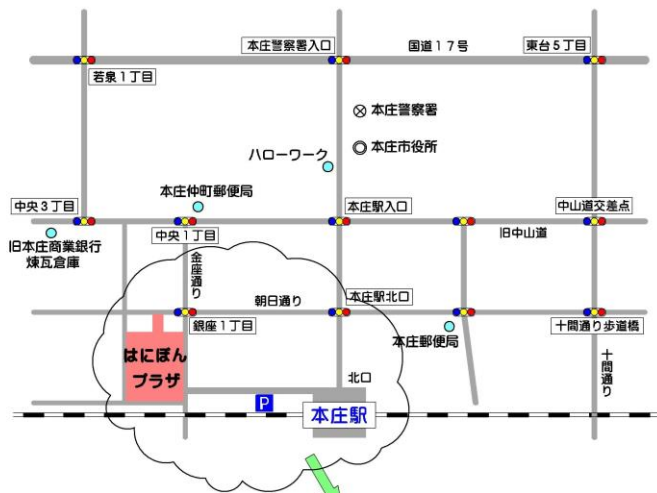 本庄警察署入口
国道１７号
東台５丁目
若泉１丁目
本庄警察署
本庄市役所
ハローワーク
本庄仲町郵便局
中央３丁目
本庄駅入口
中山道交差点
旧本庄商業銀行
煉瓦倉庫
中央１丁目
旧中山道
金座通り
朝日通り
本庄駅北口
銀座１丁目
本庄郵便局
十間通り歩道橋
はにぽん
プラザ
北口
十間通り
P
本庄駅